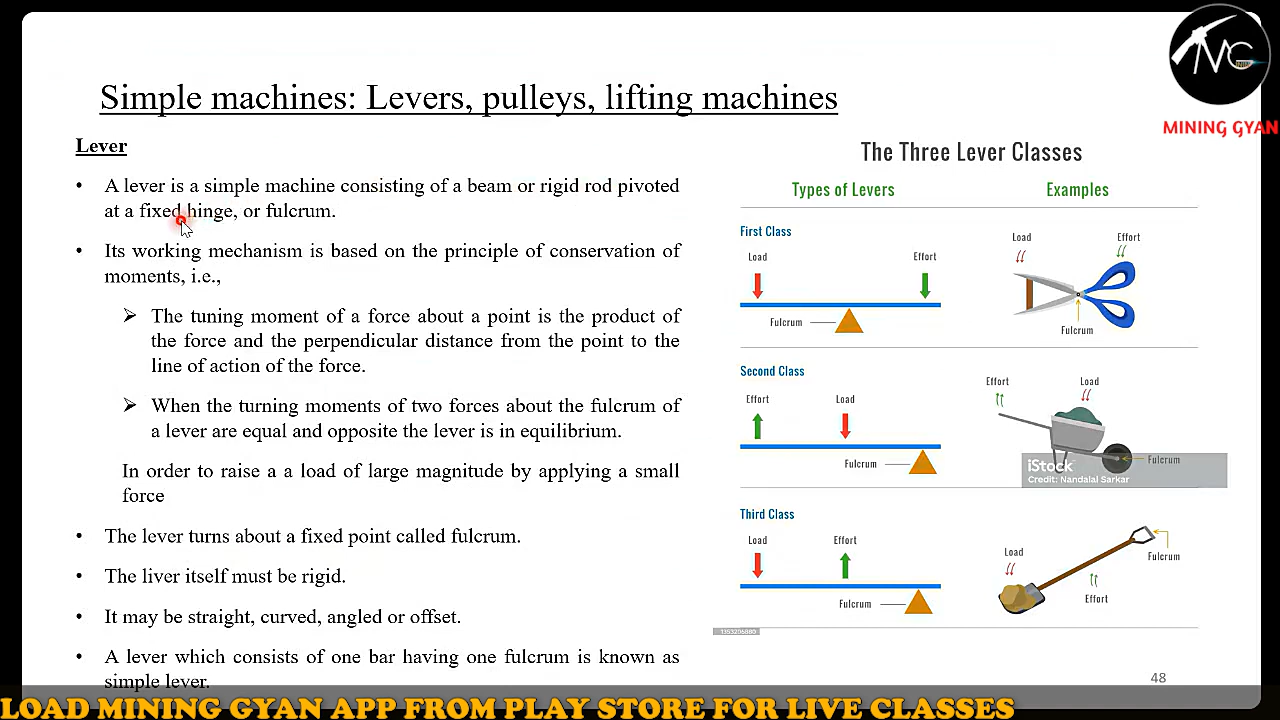 Simple machines: Levers, pulleys, lifting machines
MG
MINING GYAN
Lever
• A lever is a simple machine consisting of a beam or rigid rod pivoted
at a fixed hinge, or fulcrum.
• Its working mechanism is based on the principle of conservation of
moments, i.e.,
➢ The tuning moment of a force about a point is the product of
the force and the perpendicular distance from the point to the
line of action of the force.
➢ When the turning moments of two forces about the fulcrum of
a lever are equal and opposite the lever is in equilibrium.
In order to raise a a load of large magnitude by applying a small
force
• The lever turns about a fixed point called fulcrum.
• The liver itself must be rigid.
• It may be straight, curved, angled or offset.
• A lever which consists of one bar having one fulcrum is known as
simple lever.
The Three Lever Classes
Types of Levers Examples
First Class
Load Effort
Fulcrum
Load Effort
Fulcrum
Second Class
Effort Load
Fulcrum
Effort Load
Fulcrum
iStock
Credit: Nandalal Sarkar
Third Class
Load Effort
Fulcrum
Load
Fulcrum
Effort
48
LOAD MINING GYAN APP FROM PLAY STORE FOR LIVE CLASSES